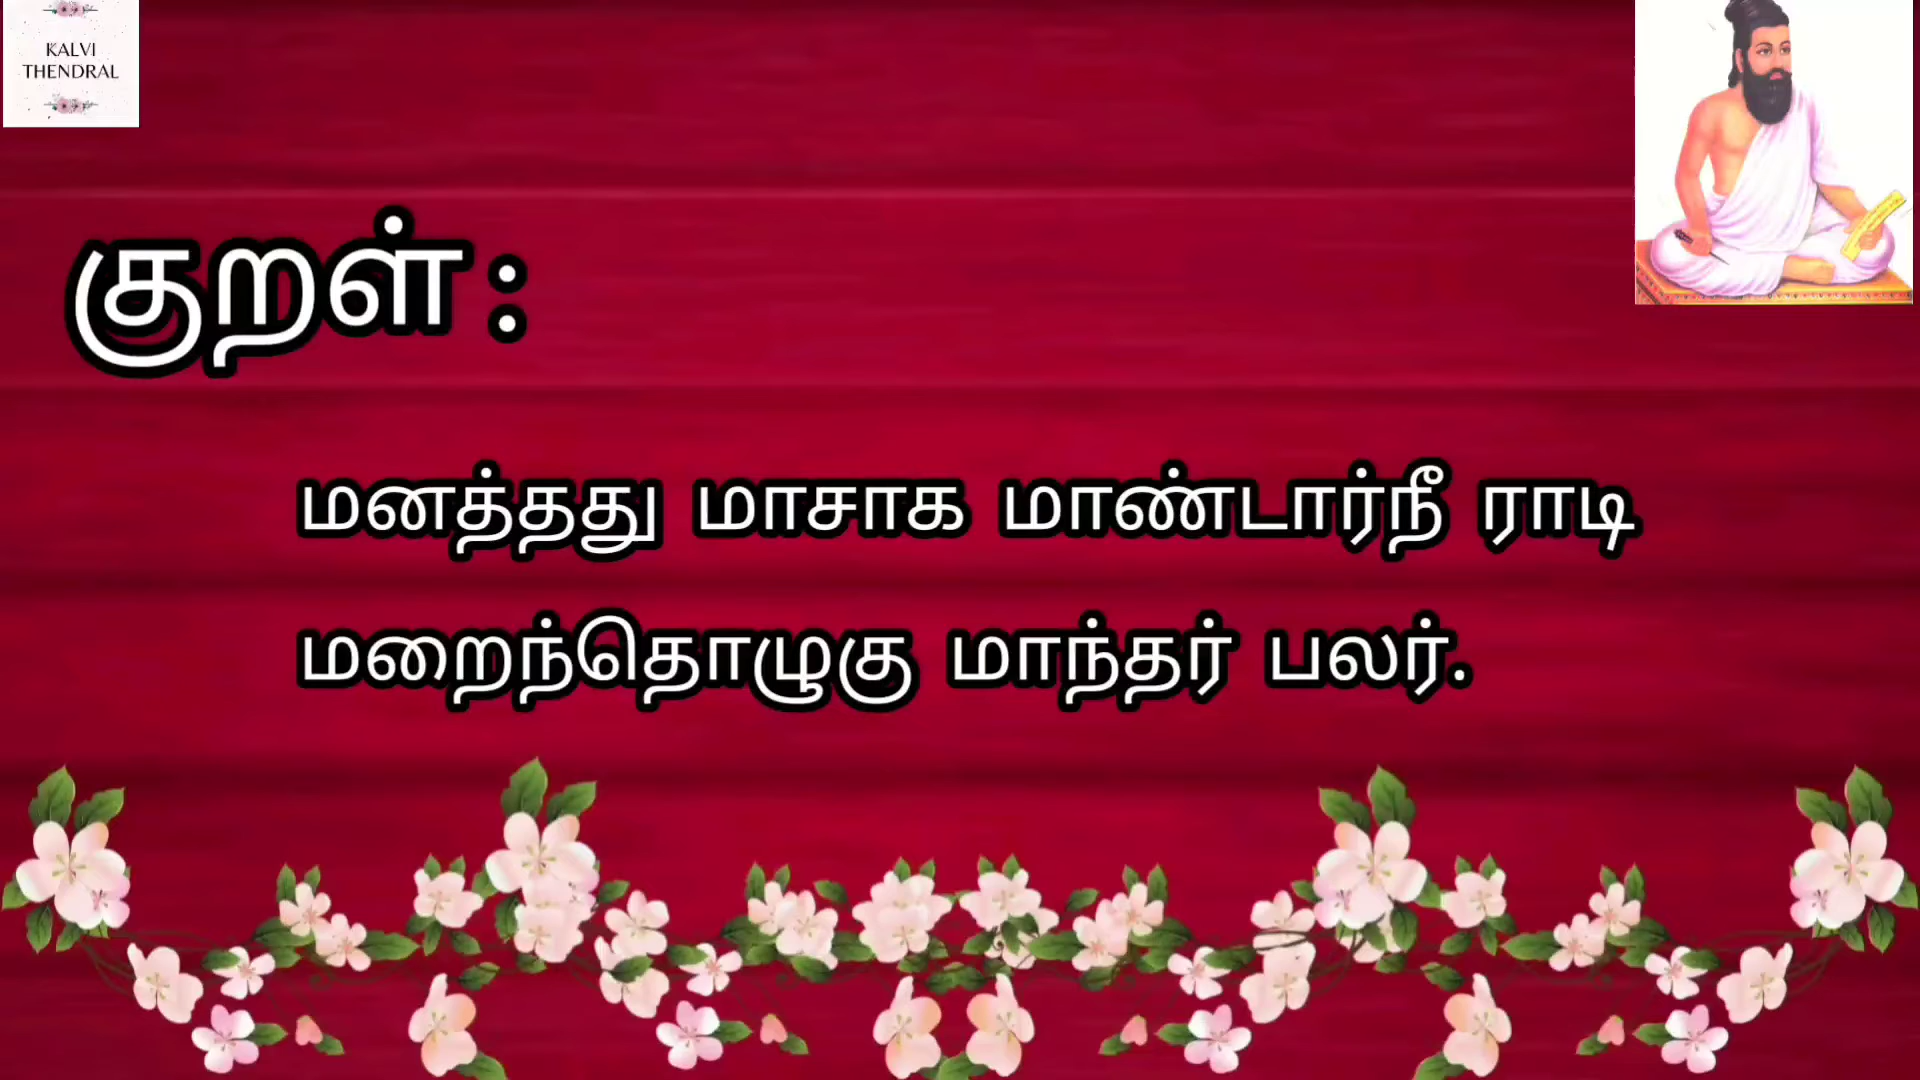 KALVI
THENDRAL
குறள்:
மனத்தது மாசாக மாண்டார்நீ ராடி
மறைந்தொழுகு மாந்தர் பலர்.